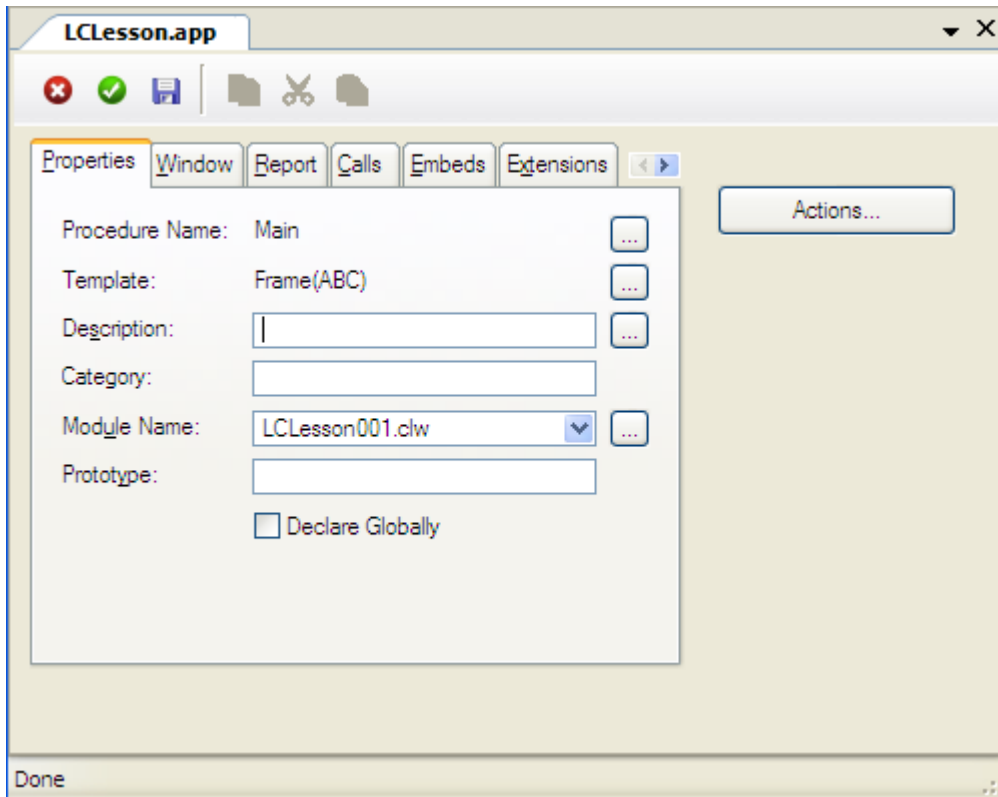 LCLesson.app
Properties Window Report Calls Embeds Extensions
Actions...
Procedure Name: Main ...
Template: Frame(ABC) ...
Description: ...
Category:
Module Name: LCLesson001.clw ...
Prototype:
Declare Globally
Done